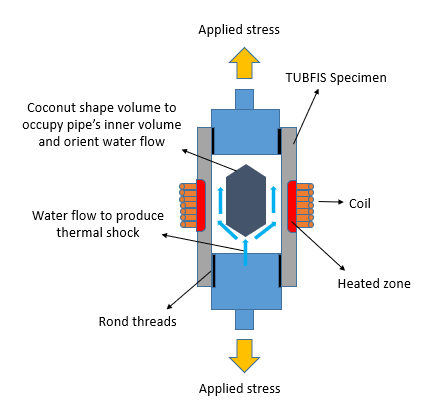 Applied stress
TUBFIS Specimen
Coconut shape volume to
occupy pipe's inner volume
and orient water flow
Coil
Water flow to produce
thermal shock
Heated zone
Rond threads
Applied stress